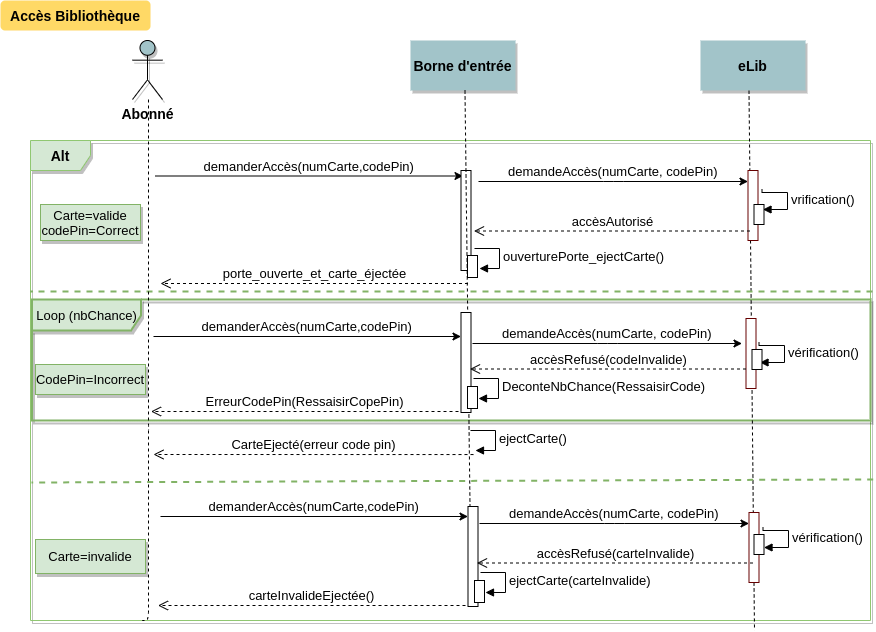 Accès Bibliothèque
Abonné
Borne d'entrée
eLib
Alt
demanderAccès(numCarte,codePin)
demandeAccès(numCarte, codePin)
vrification()
Carte=valide
codePin=Correct
accèsAutorisé
ouverturePorte_ejectCarte()
porte_ouverte_et_carte_éjectée
Loop (nbChance)
demanderAccès(numCarte,codePin)
demandeAccès(numCarte, codePin)
vérification()
accèsRefusé(codeInvalide)
CodePin=Incorrect
DeconteNbChance(RessaisirCode)
ErreurCodePin(RessaisirCopePin)
ejectCarte()
CarteEjecté(erreur code pin)
demanderAccès(numCarte,codePin)
demandeAccès(numCarte, codePin)
vérification()
Carte=invalide
accèsRefusé(carteInvalide)
ejectCarte(carteInvalide)
carteInvalideEjectée()